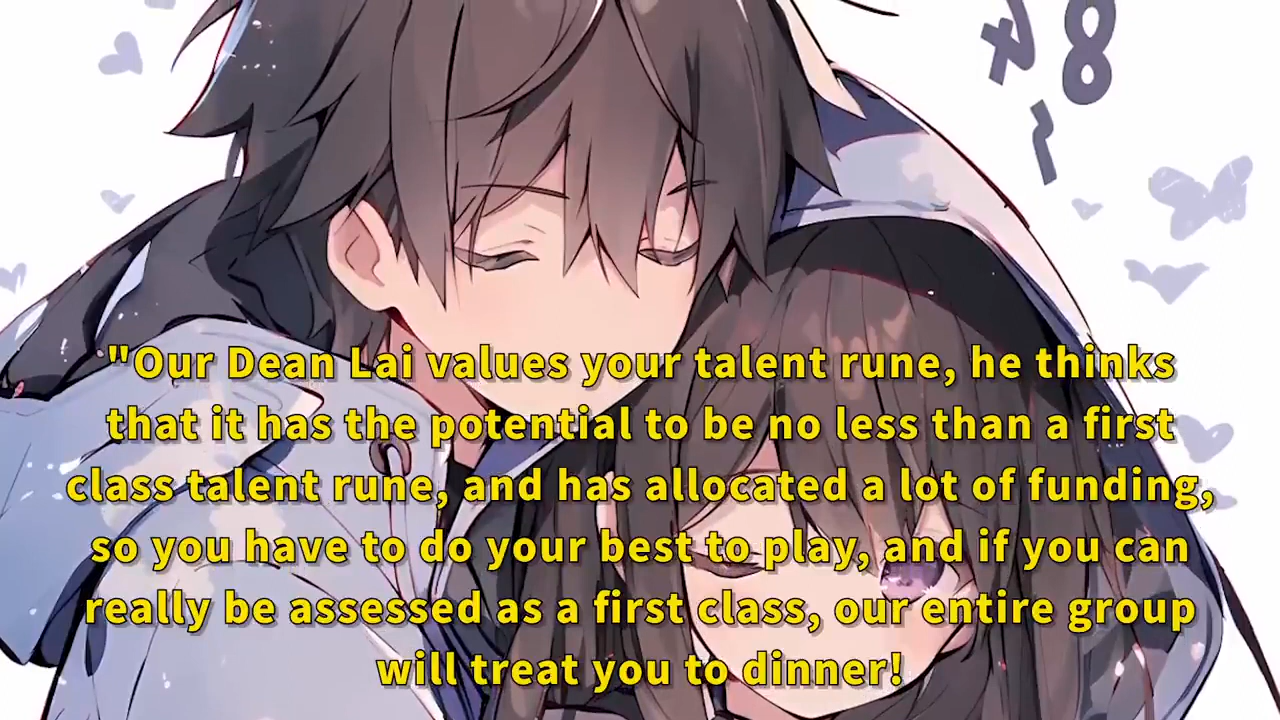 48
"Our Dean Lai values your talent rune, he thinks
that it has the potential to be no less than a first
class talent rune, and has allocated a lot of funding,
so you have to do your best to play, and if you can
really be assessed as a first class, our entire group
will treat you to dinner!